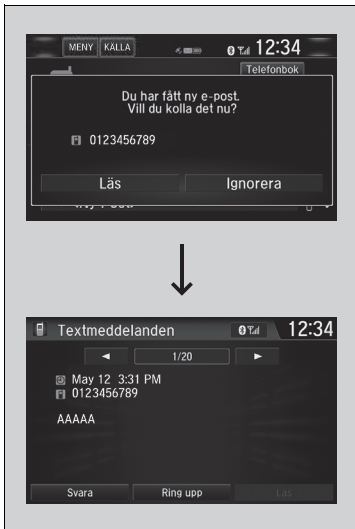 MENY KÄLLA 12:34
Telefonbok
Du har fått ny e-post.
Vill du kolla det nu?
0123456789
Läs Ignorera
Textmeddelanden 12:34
◄ 1/20 ►
May 12 3:31 PM
0123456789
AAAAA
Svara Ring upp Läs